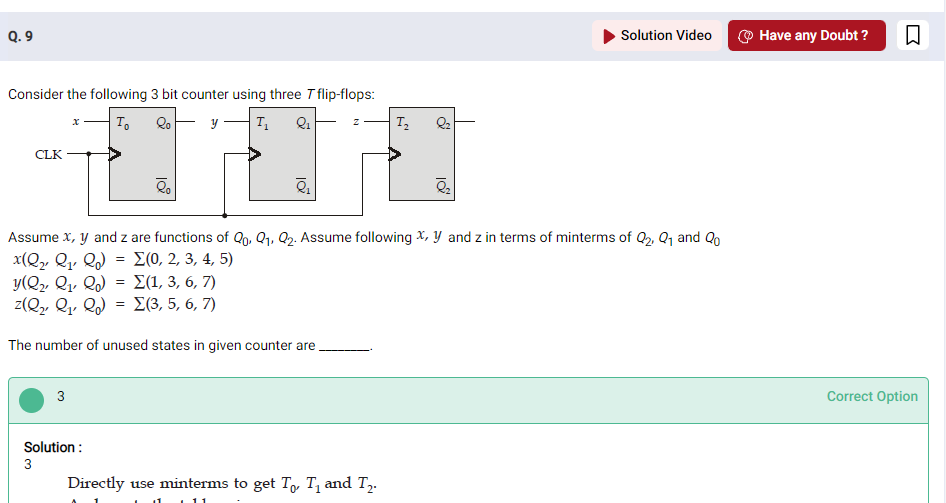 Q. 9
Solution Video
Have any Doubt ?
Consider the following 3 bit counter using three T flip-flops:
x T₀ Q₀ y T₁ Q₁ z T₂ Q₂
CLK
Q̅₀ Q̅₁ Q̅₂
Assume x, y and z are functions of Q₀, Q₁, Q₂. Assume following x, y and z in terms of minterms of Q₂, Q₁ and Q₀
x(Q₂, Q₁, Q₀) = Σ(0, 2, 3, 4, 5)
y(Q₂, Q₁, Q₀) = Σ(1, 3, 6, 7)
z(Q₂, Q₁, Q₀) = Σ(3, 5, 6, 7)
The number of unused states in given counter are ________.
3
Correct Option
Solution :
3
Directly use minterms to get T₀, T₁ and T₂.